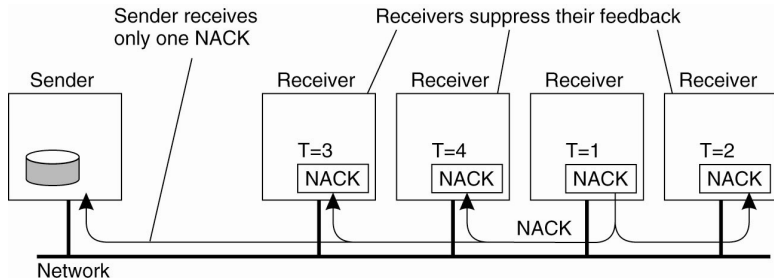 Sender receives
only one NACK
Receivers suppress their feedback
Sender
Receiver
Receiver
Receiver
Receiver
T=3
T=4
T=1
T=2
NACK
NACK
NACK
NACK
NACK
Network